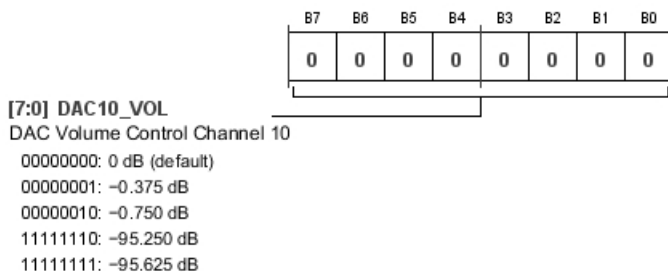 B7 B6 B5 B4 B3 B2 B1 B0
0 0 0 0 0 0 0 0
[7:0] DAC10_VOL
DAC Volume Control Channel 10
00000000: 0 dB (default)
00000001: −0.375 dB
00000010: −0.750 dB
11111110: −95.250 dB
11111111: −95.625 dB